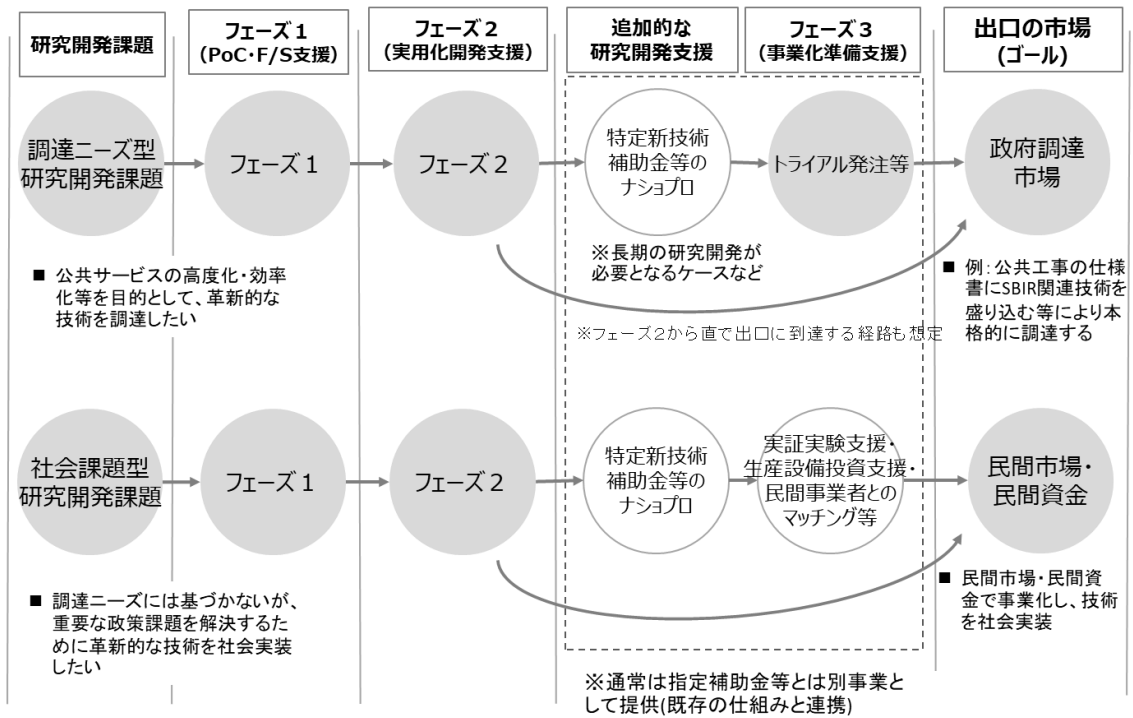 研究開発課題
フェーズ１
（PoC・F/S支援）
フェーズ２
（実用化開発支援）
追加的な
研究開発支援
フェーズ３
（事業化準備支援）
出口の市場
(ゴール)
調達ニーズ型
研究開発課題
フェーズ１
フェーズ２
特定新技術
補助金等の
ナショプロ
トライアル発注等
政府調達
市場
■ 公共サービスの高度化・効率
化等を目的として、革新的な
技術を調達したい
※長期の研究開発が
必要となるケースなど
■ 例：公共工事の仕様
書にSBIR関連技術を
盛り込む等により本
格的に調達する
※フェーズ２から直で出口に到達する経路も想定
社会課題型
研究開発課題
フェーズ１
フェーズ２
特定新技術
補助金等の
ナショプロ
実証実験支援・
生産設備投資支援・
民間事業者との
マッチング等
民間市場・
民間資金
■ 調達ニーズには基づかないが、
重要な政策課題を解決するた
めに革新的な技術を社会実装
したい
■ 民間市場・民間資
金で事業化し、技術
を社会実装
※通常は指定補助金等とは別事業と
して提供(既存の仕組みと連携)